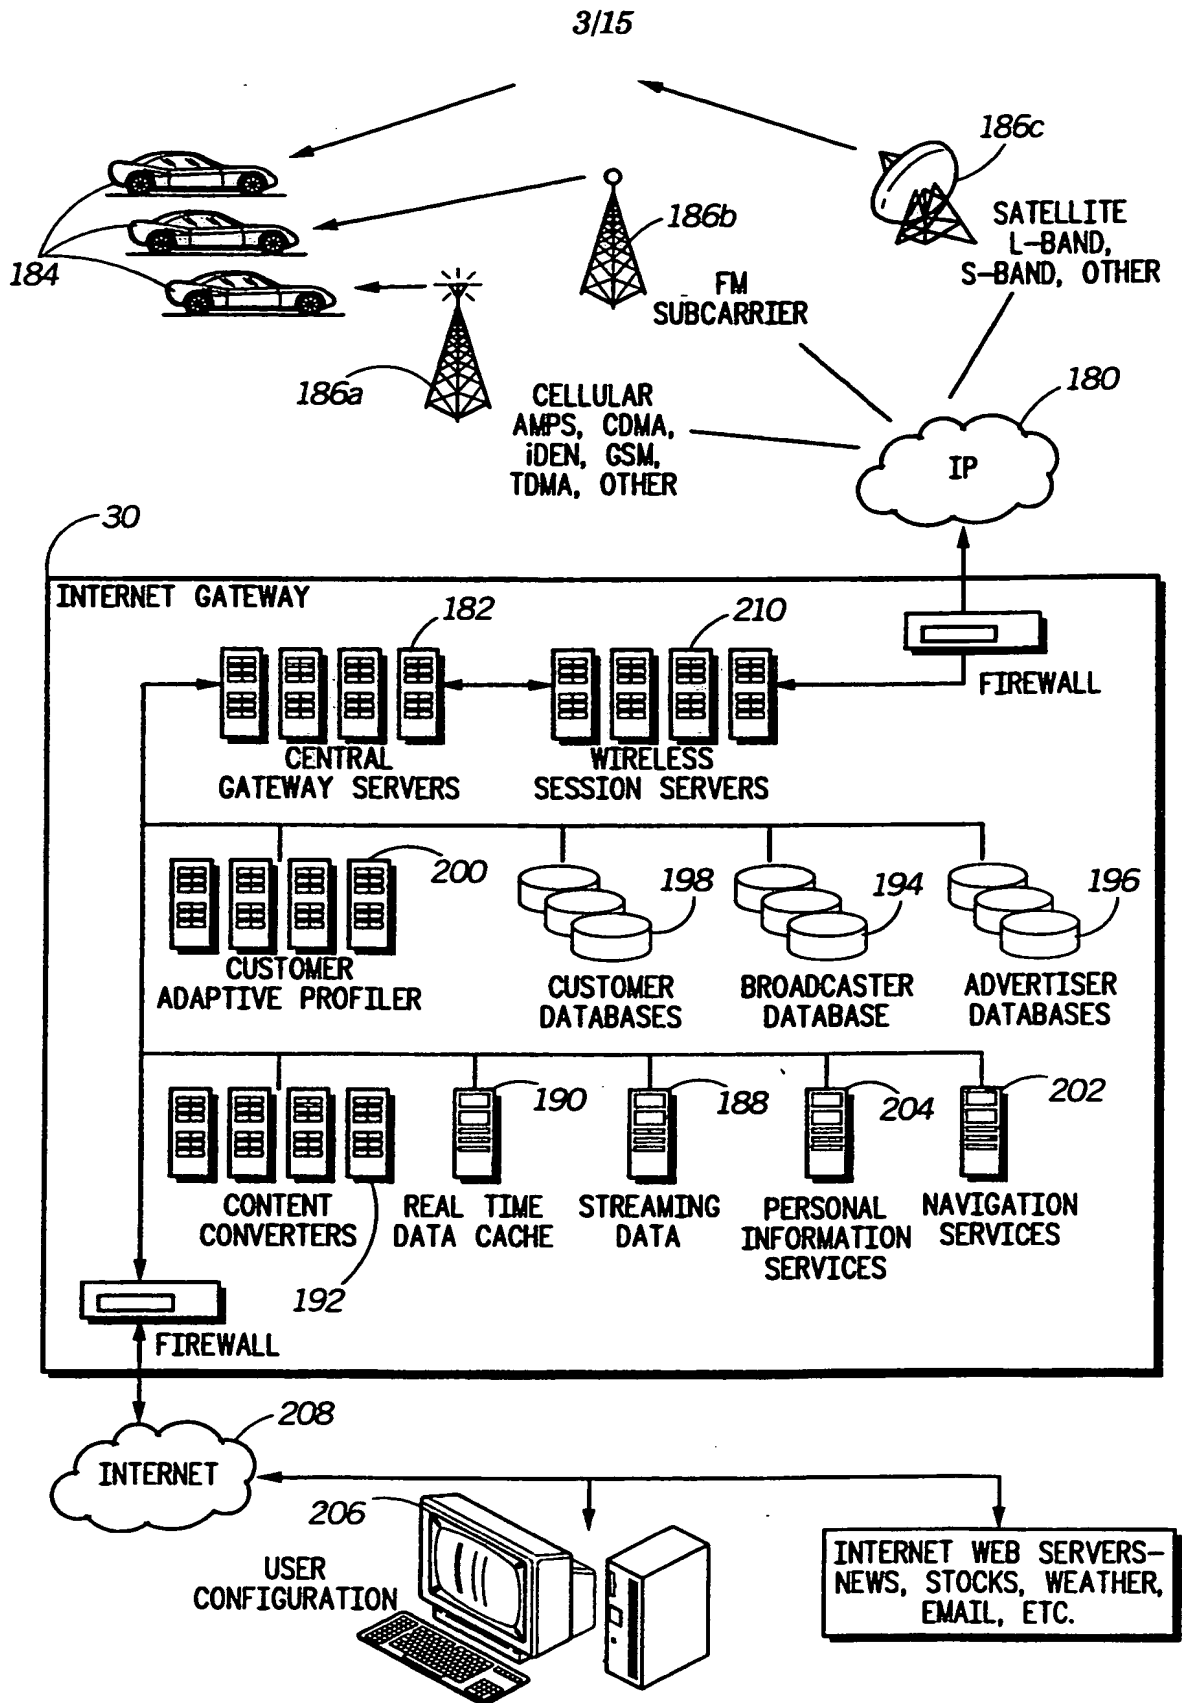 3/15
186c
186b
SATELLITE
L-BAND,
S-BAND, OTHER
184
FM
SUBCARRIER
186a
180
CELLULAR
AMPS, CDMA,
iDEN, GSM,
TDMA, OTHER
IP
30
INTERNET GATEWAY
182
210
FIREWALL
CENTRAL
GATEWAY SERVERS
WIRELESS
SESSION SERVERS
200
198
194
196
CUSTOMER
ADAPTIVE PROFILER
CUSTOMER
DATABASES
BROADCASTER
DATABASE
ADVERTISER
DATABASES
190
188
204
202
CONTENT
CONVERTERS
REAL TIME
DATA CACHE
STREAMING
DATA
PERSONAL
INFORMATION
SERVICES
NAVIGATION
SERVICES
192
FIREWALL
208
INTERNET
206
USER
CONFIGURATION
INTERNET WEB SERVERS-
NEWS, STOCKS, WEATHER,
EMAIL, ETC.